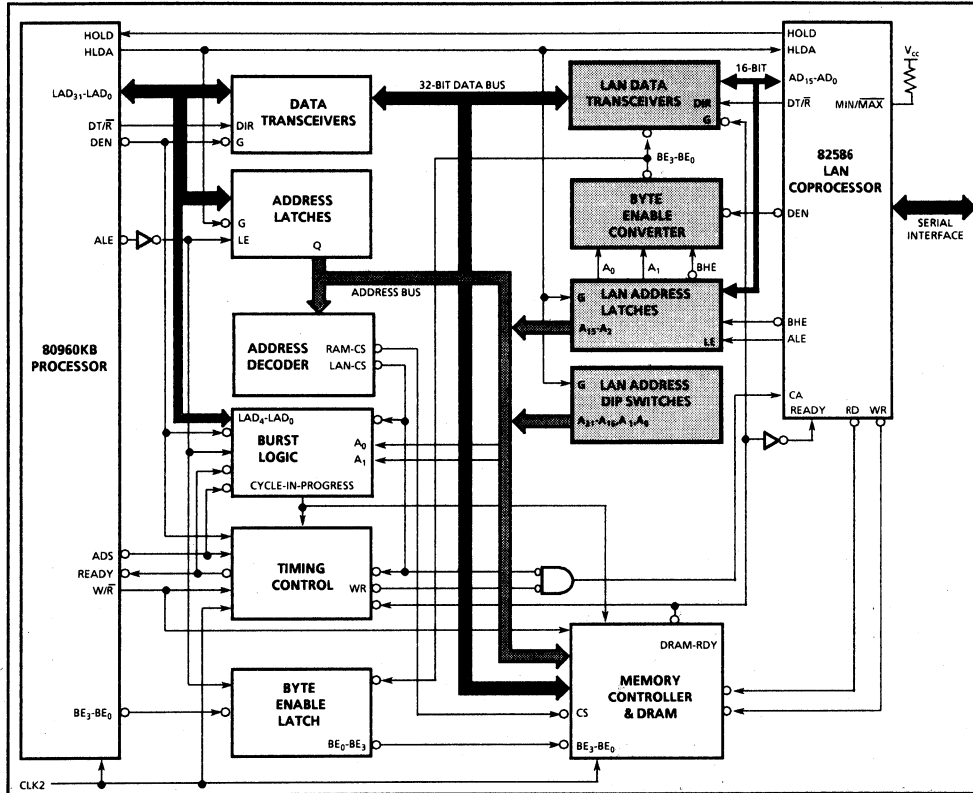 HOLD
HLDA
LAD31-LAD0
DT/R̅
DEN
ALE
80960KB
PROCESSOR
ADS
READY
W/R̅
BE3-BE0
CLK2
DATA
TRANSCEIVERS
DIR
G
32-BIT DATA BUS
ADDRESS
LATCHES
G
LE
Q
ADDRESS BUS
ADDRESS
DECODER
RAM-CS
LAN-CS
LAD4-LAD0
BURST
LOGIC
A0
A1
CYCLE-IN-PROGRESS
TIMING
CONTROL
WR
BYTE
ENABLE
LATCH
BE0-BE3
LAN DATA
TRANSCEIVERS
DIR
G
16-BIT
BE3-BE0
BYTE
ENABLE
CONVERTER
A0
A1
BHE
G
LAN ADDRESS
LATCHES
A15-A2
LE
G
LAN ADDRESS
DIP SWITCHES
A31-A16,A1,A0
DRAM-RDY
MEMORY
CONTROLLER
& DRAM
CS
BE3-BE0
HOLD
HLDA
AD15-AD0
DT/R̅
MIN/M̅A̅X̅
Vcc
82586
LAN
COPROCESSOR
DEN
SERIAL
INTERFACE
BHE
ALE
CA
READY
RD
WR